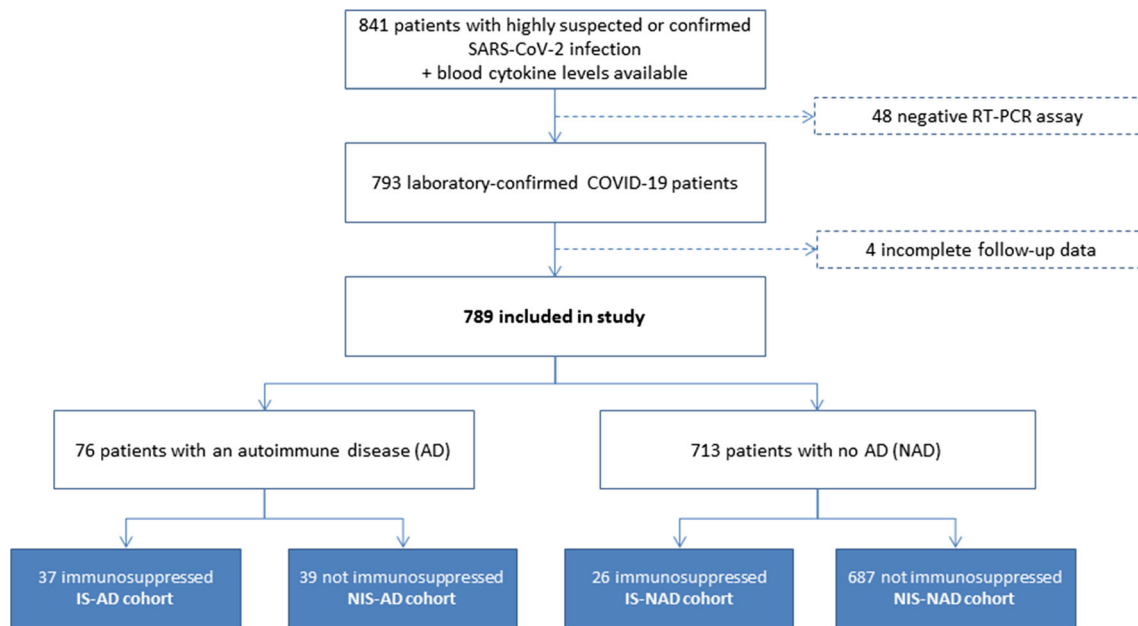 841 patients with highly suspected or confirmed
SARS-CoV-2 infection
+ blood cytokine levels available
48 negative RT-PCR assay
793 laboratory-confirmed COVID-19 patients
4 incomplete follow-up data
789 included in study
76 patients with an autoimmune disease (AD)
713 patients with no AD (NAD)
37 immunosuppressed
IS-AD cohort
39 not immunosuppressed
NIS-AD cohort
26 immunosuppressed
IS-NAD cohort
687 not immunosuppressed
NIS-NAD cohort